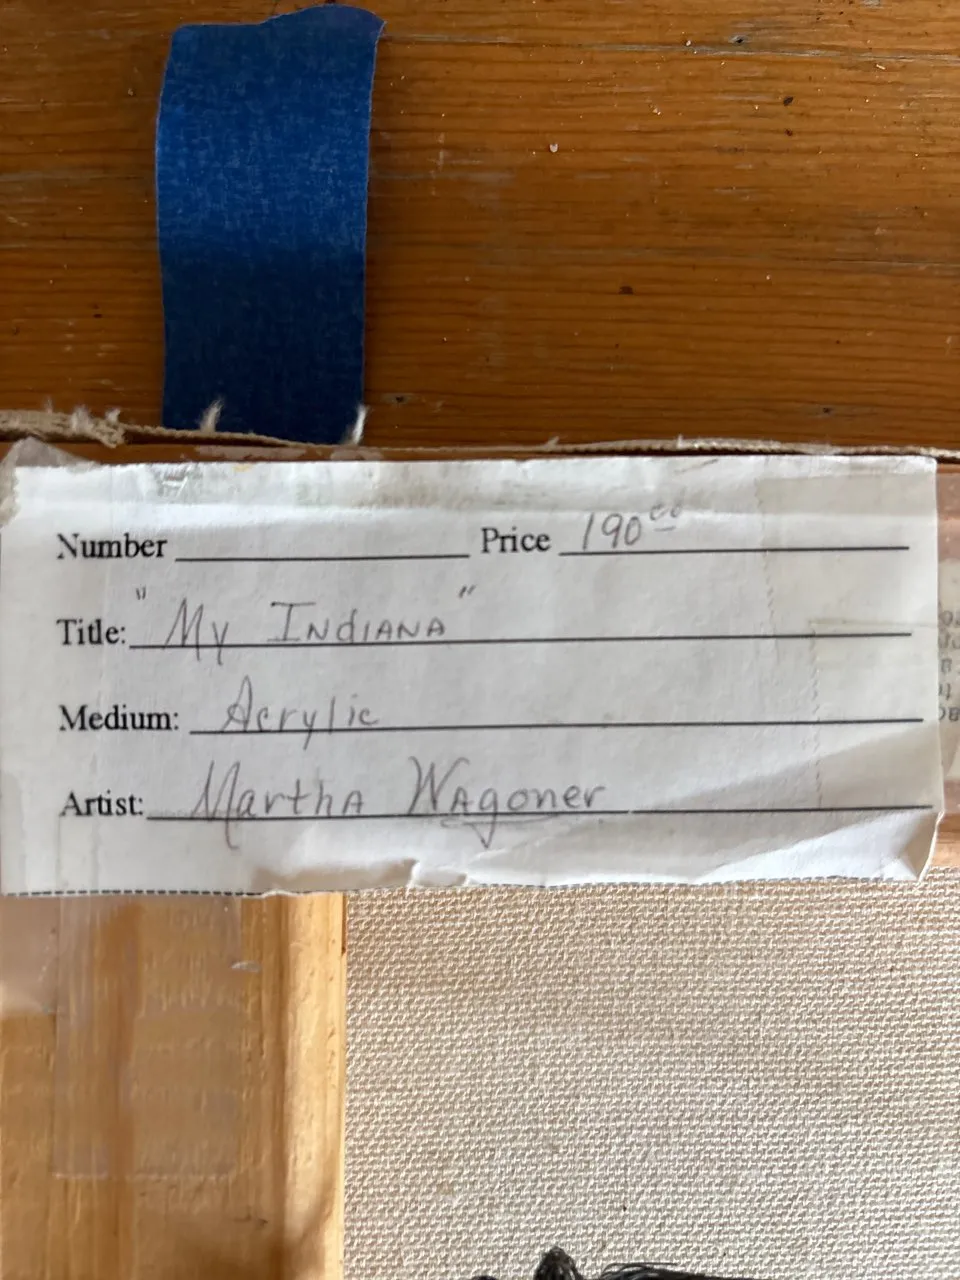 Number Price 190 00
Title: "My INdIANA"
Medium: Acrylic
Artist: MarthA WAgoner